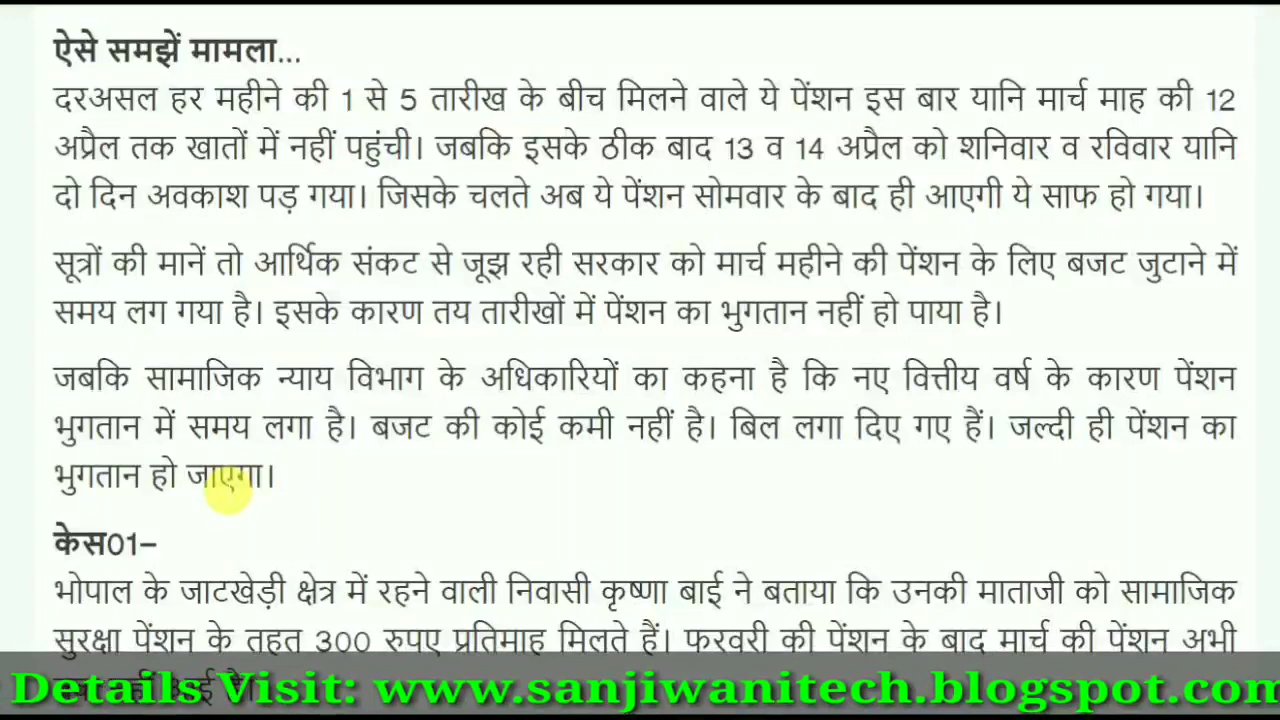 ऐसे समझें मामला...
दरअसल हर महीने की 1 से 5 तारीख के बीच मिलने वाले ये पेंशन इस बार यानि मार्च माह की 12
अप्रैल तक खातों में नहीं पहुंची। जबकि इसके ठीक बाद 13 व 14 अप्रैल को शनिवार व रविवार यानि
दो दिन अवकाश पड़ गया। जिसके चलते अब ये पेंशन सोमवार के बाद ही आएगी ये साफ हो गया।
सूत्रों की मानें तो आर्थिक संकट से जूझ रही सरकार को मार्च महीने की पेंशन के लिए बजट जुटाने में
समय लग गया है। इसके कारण तय तारीखों में पेंशन का भुगतान नहीं हो पाया है।
जबकि सामाजिक न्याय विभाग के अधिकारियों का कहना है कि नए वित्तीय वर्ष के कारण पेंशन
भुगतान में समय लगा है। बजट की कोई कमी नहीं है। बिल लगा दिए गए हैं। जल्दी ही पेंशन का
भुगतान हो जाएगा।
केस01–
भोपाल के जाटखेड़ी क्षेत्र में रहने वाली निवासी कृष्णा बाई ने बताया कि उनकी माताजी को सामाजिक
सुरक्षा पेंशन के तहत 300 रुपए प्रतिमाह मिलते हैं। फरवरी की पेंशन के बाद मार्च की पेंशन अभी
Details Visit: www.sanjiwanitech.blogspot.com